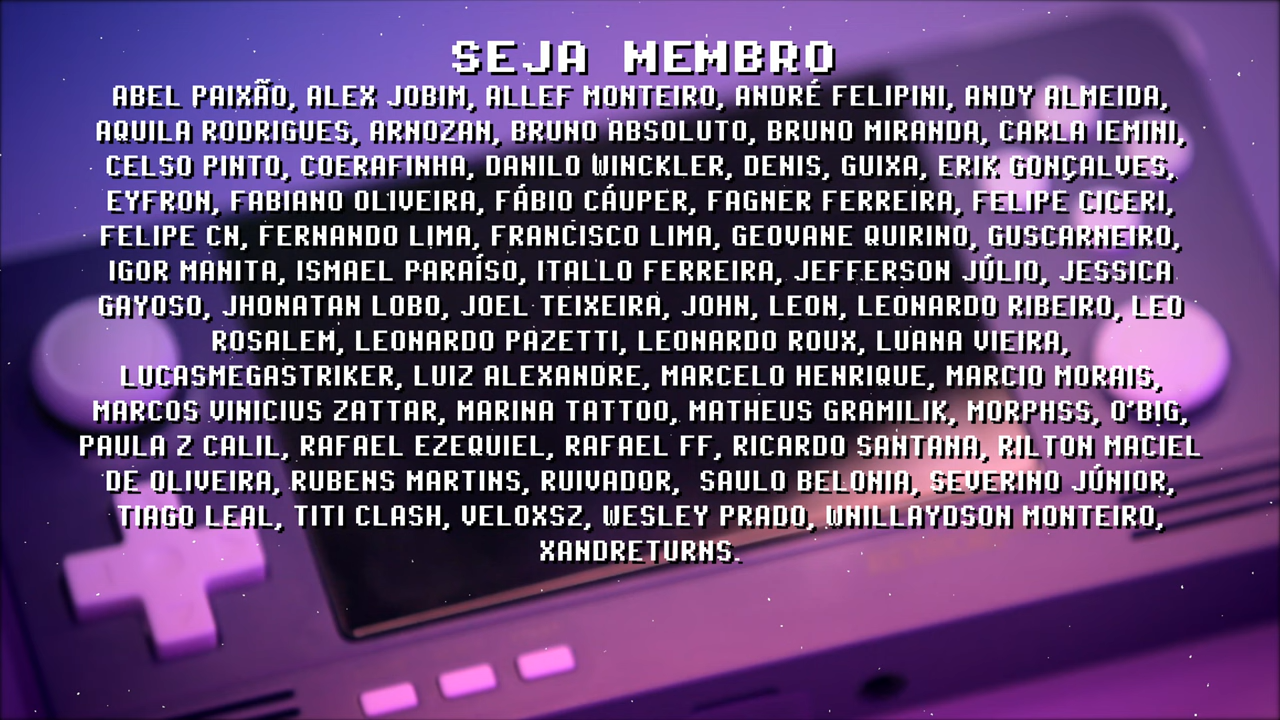 SEJA MEMBRO
ABEL PAIXÃO, ALEX JOBIM, ALLEF MONTEIRO, ANDRÉ FELIPINI, ANDY ALMEIDA,
AQUILA RODRIGUES, ARNOZAN, BRUNO ABSOLUTO, BRUNO MIRANDA, CARLA IEMINI,
CELSO PINTO, COERAFINHA, DANILO WINCKLER, DENIS, GUIXA, ERIK GONÇALVES,
EYFRON, FABIANO OLIVEIRA, FÁBIO CÁUPER, FAGNER FERREIRA, FELIPE CICERI,
FELIPE CN, FERNANDO LIMA, FRANCISCO LIMA, GEOVANE QUIRINO, GUSCARNEIRO,
IGOR MANITA, ISMAEL PARAÍSO, ITALLO FERREIRA, JEFFERSON JÚLIO, JESSICA
GAYOSO, JHONATAN LOBO, JOEL TEIXEIRA, JOHN, LEON, LEONARDO RIBEIRO, LEO
ROSALEM, LEONARDO PAZETTI, LEONARDO ROUX, LUANA VIEIRA,
LUCASMEGASTRIKER, LUIZ ALEXANDRE, MARCELO HENRIQUE, MARCIO MORAIS,
MARCOS VINICIUS ZATTAR, MARINA TATTOO, MATHEUS GRAMILIK, MORPHSS, O'BIG,
PAULA Z CALIL, RAFAEL EZEQUIEL, RAFAEL FF, RICARDO SANTANA, RILTON MACIEL
DE OLIVEIRA, RUBENS MARTINS, RUIVADOR, SAULO BELONIA, SEVERINO JÚNIOR,
TIAGO LEAL, TITI CLASH, VELOXSZ, WESLEY PRADO, WNILLAYDSON MONTEIRO,
XANDRETURNS.